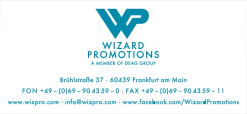 WIZARD
PROMOTIONS
A MEMBER OF DEAG GROUP
Brühlstraße 37 · 60439 Frankfurt am Main
FON +49 – (0)69 – 90 43 59 – 0 · FAX +49 – (0)69 – 90 43 59 – 11
www.wizpro.com · info@wizpro.com · www.facebook.com/WizardPromotions